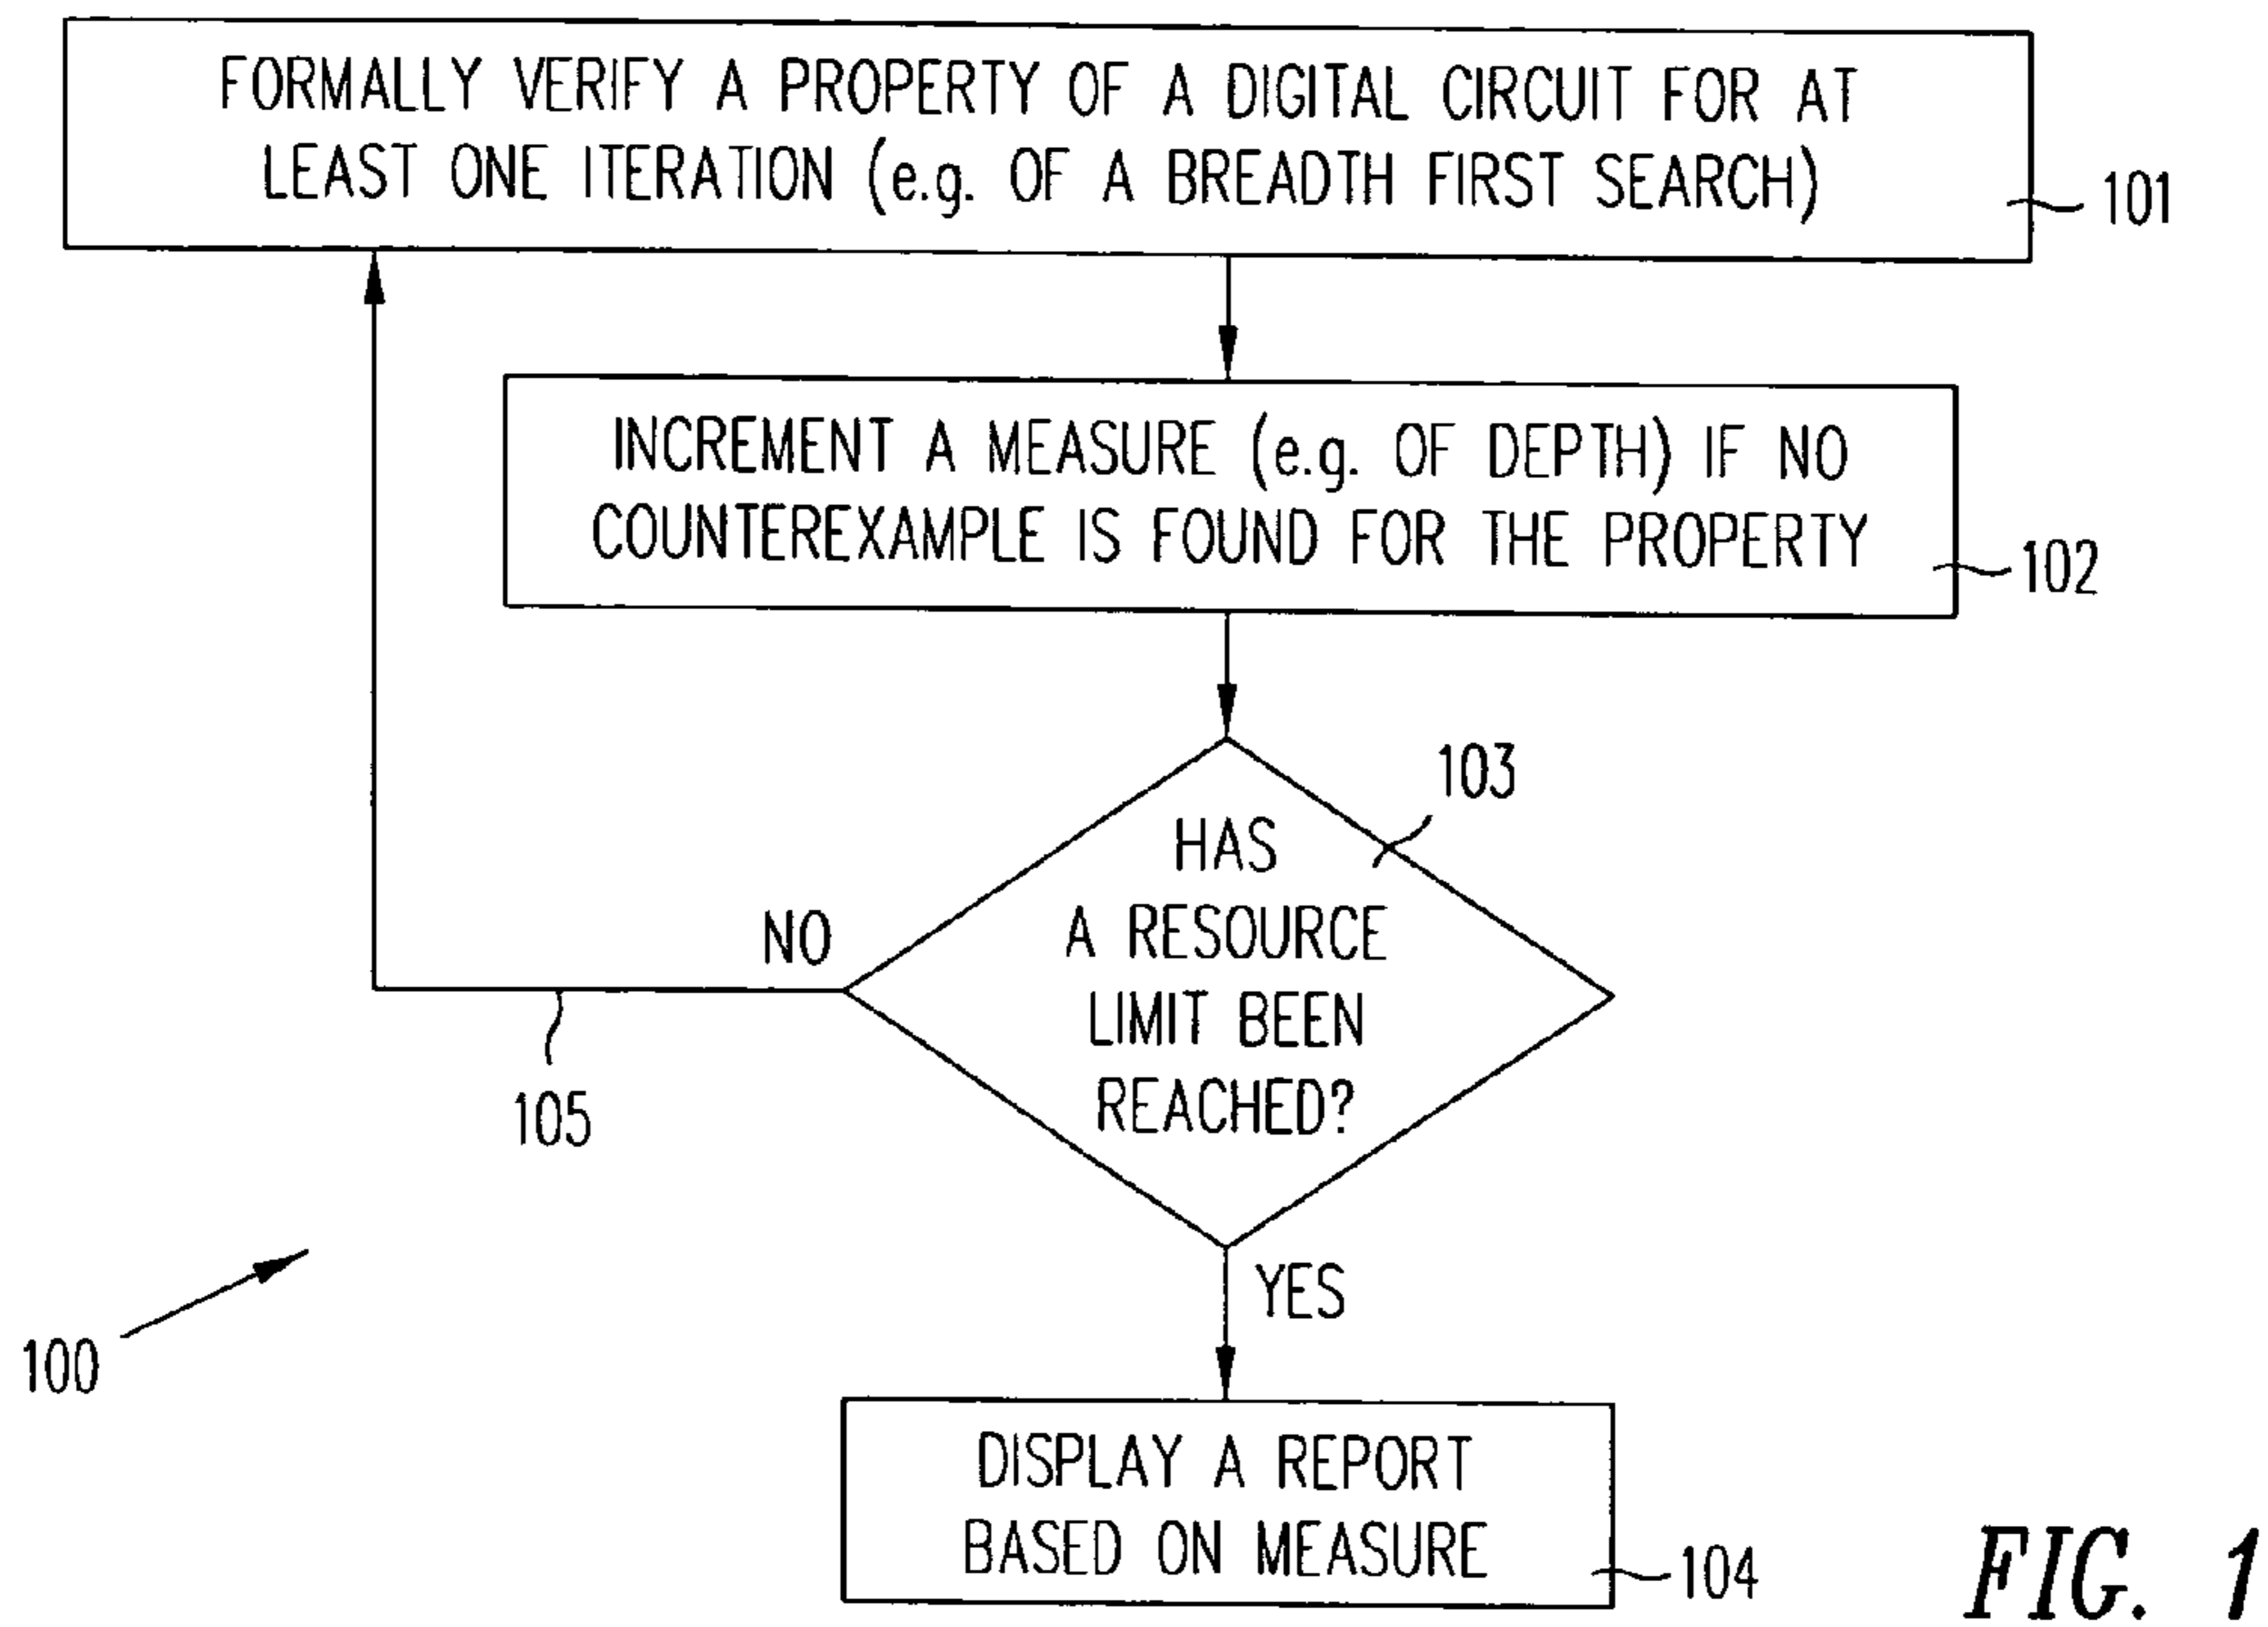 FORMALLY VERIFY A PROPERTY OF A DIGITAL CIRCUIT FOR AT
LEAST ONE ITERATION (e.g. OF A BREADTH FIRST SEARCH)
101
INCREMENT A MEASURE (e.g. OF DEPTH) IF NO
COUNTEREXAMPLE IS FOUND FOR THE PROPERTY
102
103
HAS
A RESOURCE
LIMIT BEEN
REACHED?
NO
105
YES
100
DISPLAY A REPORT
BASED ON MEASURE
104
FIG. 1